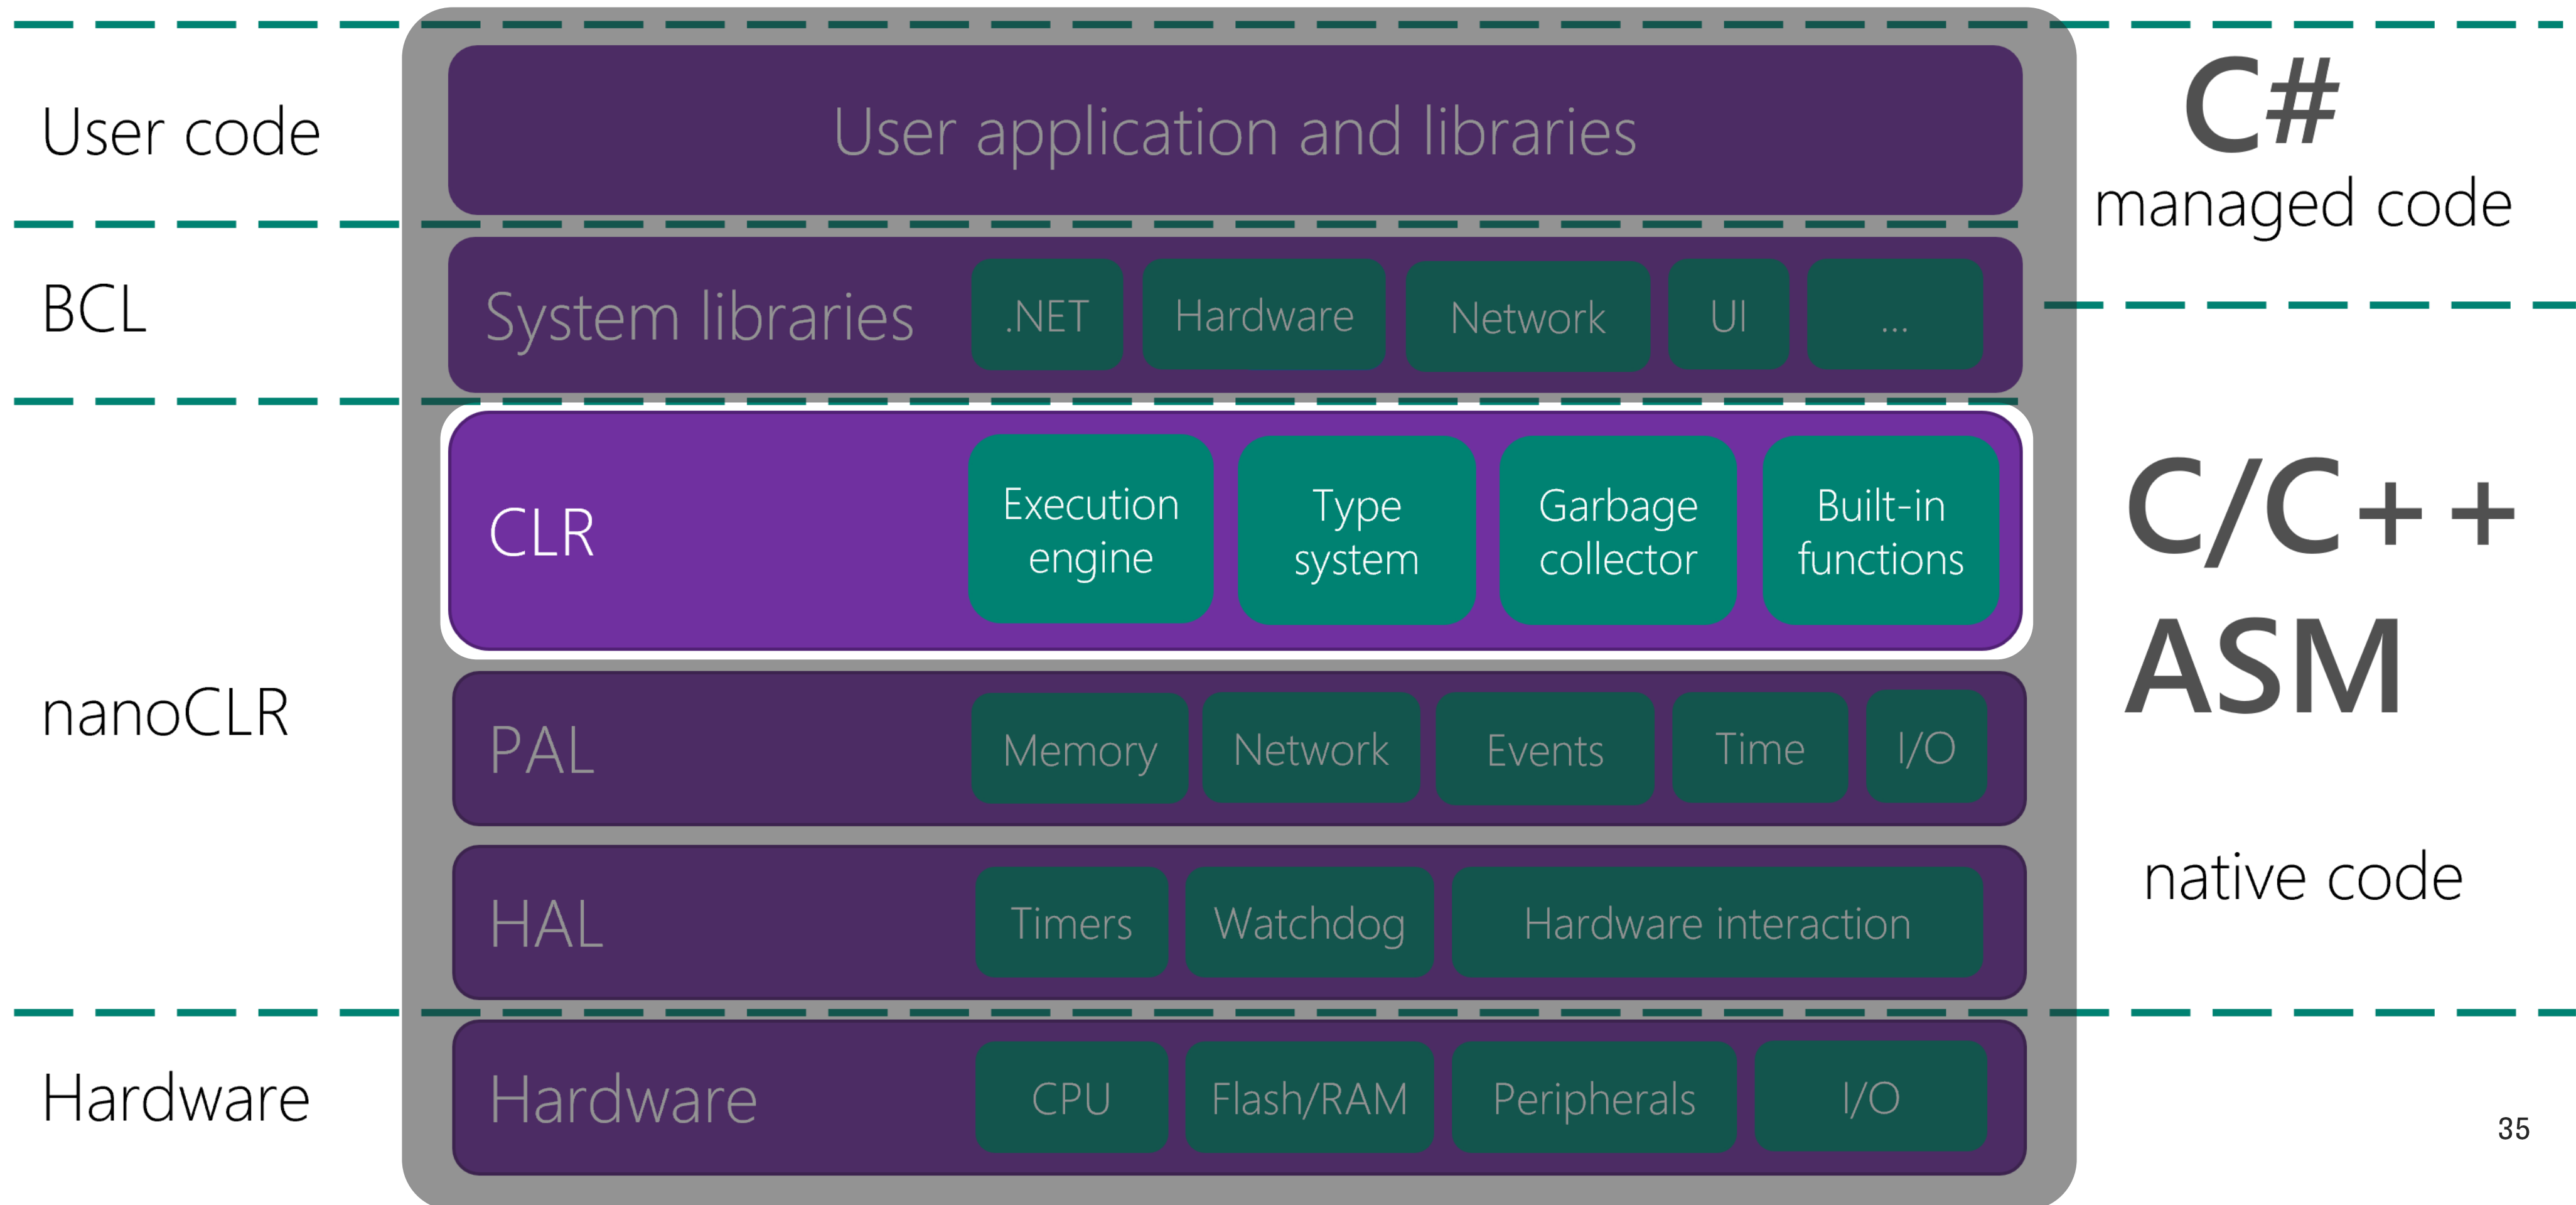 User code
User application and libraries
C#
managed code
BCL
System libraries
.NET
Hardware
Network
UI
...
CLR
Execution
engine
Type
system
Garbage
collector
Built-in
functions
C/C++
ASM
nanoCLR
PAL
Memory
Network
Events
Time
I/O
HAL
Timers
Watchdog
Hardware interaction
native code
Hardware
Hardware
CPU
Flash/RAM
Peripherals
I/O
35